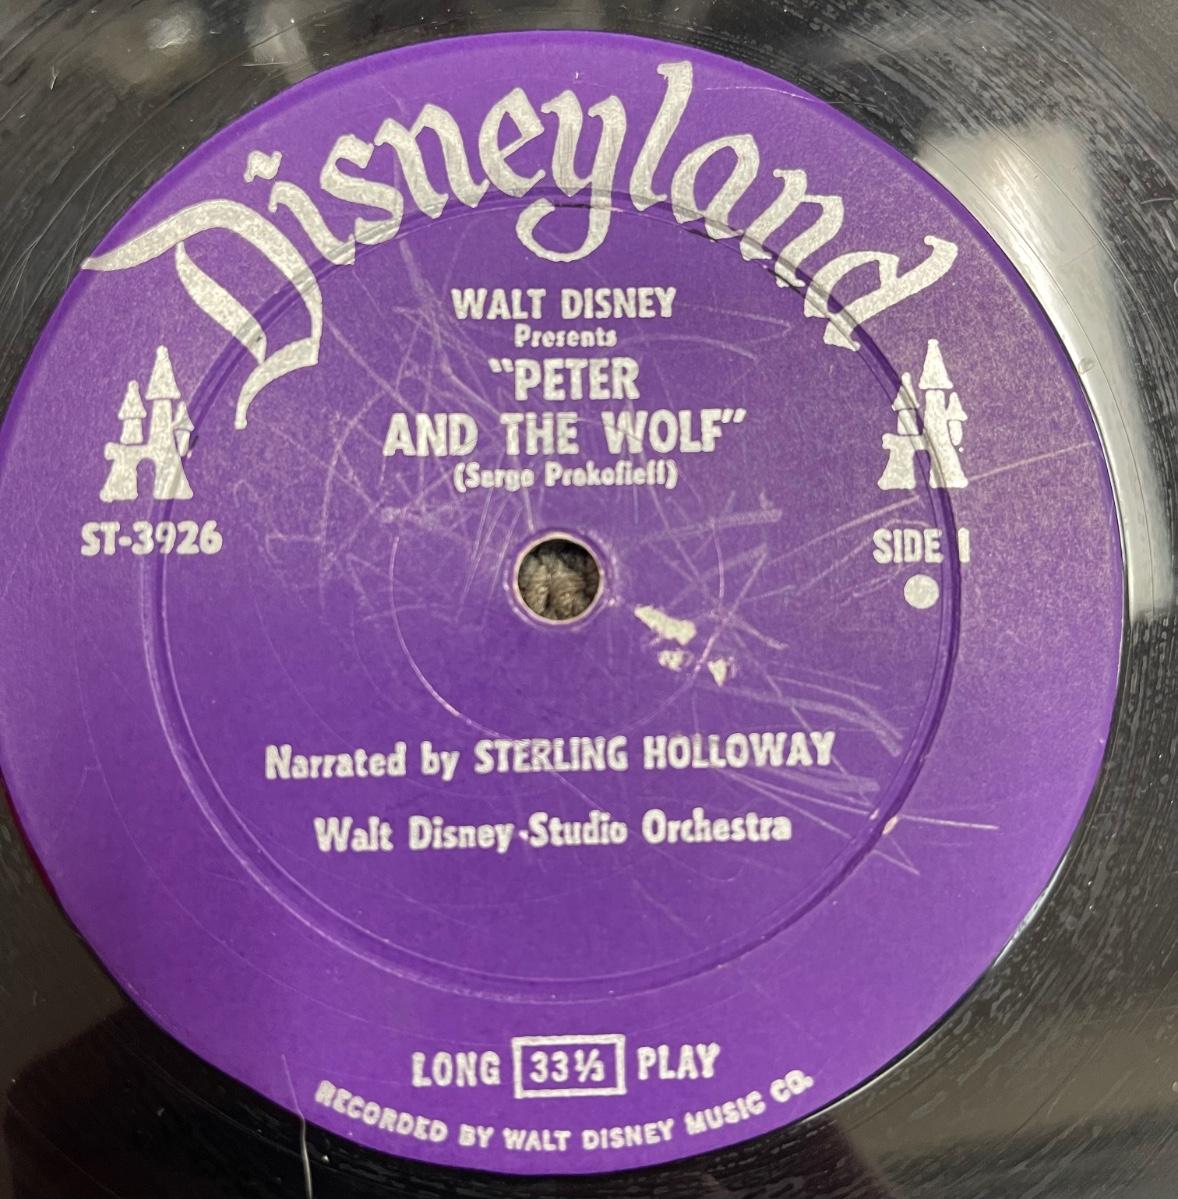 Disneyland
WALT DISNEY
Presents
"PETER
AND THE WOLF"
(Serge Prokofieff)
ST-3926
SIDE 1
Narrated by STERLING HOLLOWAY
Walt Disney Studio Orchestra
LONG 33⅓ PLAY
RECORDED BY WALT DISNEY MUSIC CO.